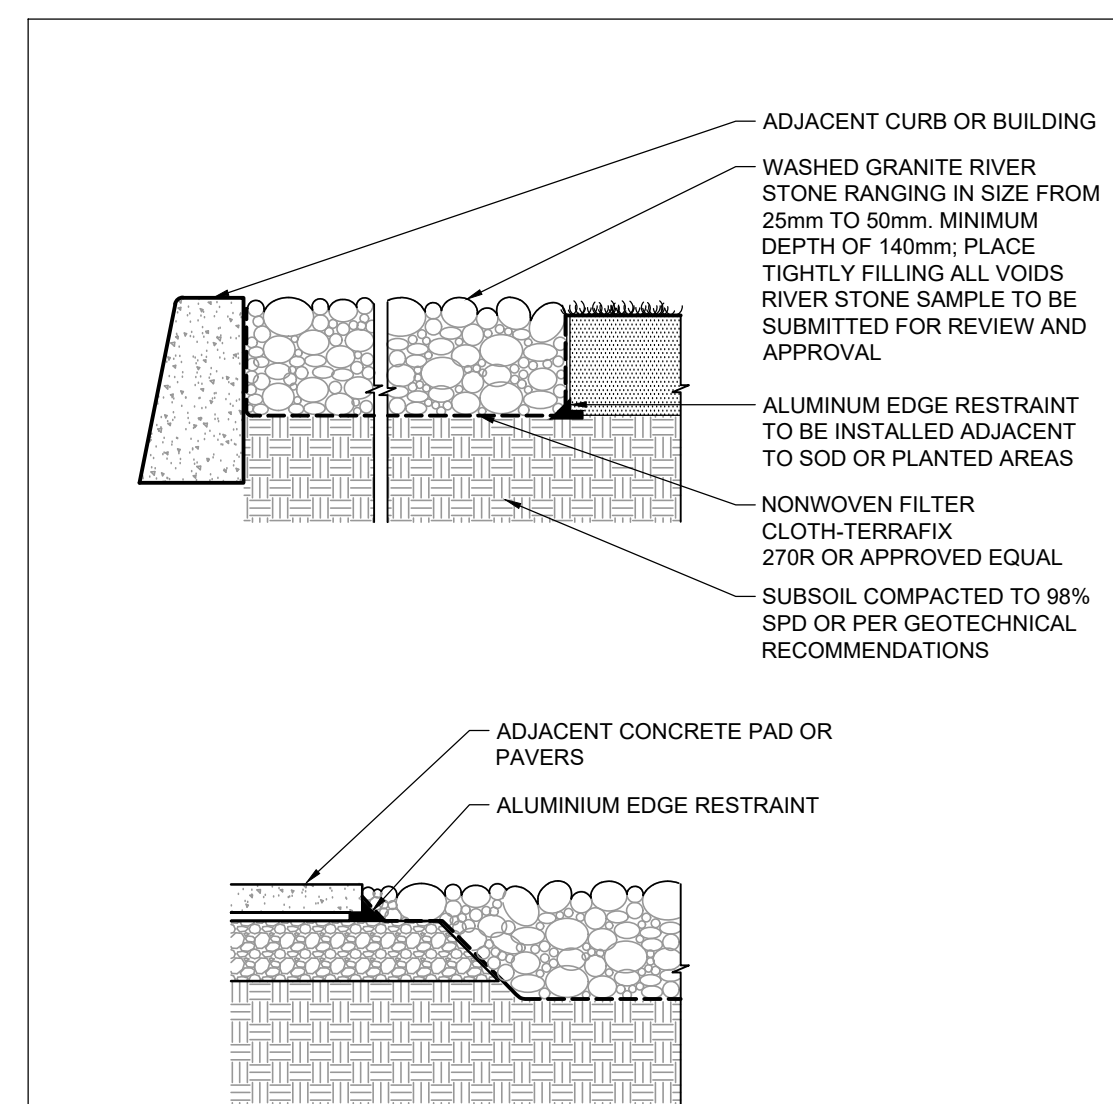 ADJACENT CURB OR BUILDING
WASHED GRANITE RIVER
STONE RANGING IN SIZE FROM
25mm TO 50mm. MINIMUM
DEPTH OF 140mm; PLACE
TIGHTLY FILLING ALL VOIDS
RIVER STONE SAMPLE TO BE
SUBMITTED FOR REVIEW AND
APPROVAL
ALUMINUM EDGE RESTRAINT
TO BE INSTALLED ADJACENT
TO SOD OR PLANTED AREAS
NONWOVEN FILTER
CLOTH-TERRAFIX
270R OR APPROVED EQUAL
SUBSOIL COMPACTED TO 98%
SPD OR PER GEOTECHNICAL
RECOMMENDATIONS
ADJACENT CONCRETE PAD OR
PAVERS
ALUMINIUM EDGE RESTRAINT